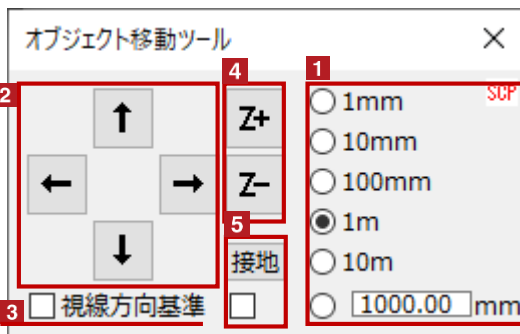 オブジェクト移動ツール ×
4 1
2 ↑ Z+ 1mm SCP
10mm
← → Z- 100mm
5 1m
↓ 接地 10m
3 視線方向基準 1000.00 mm